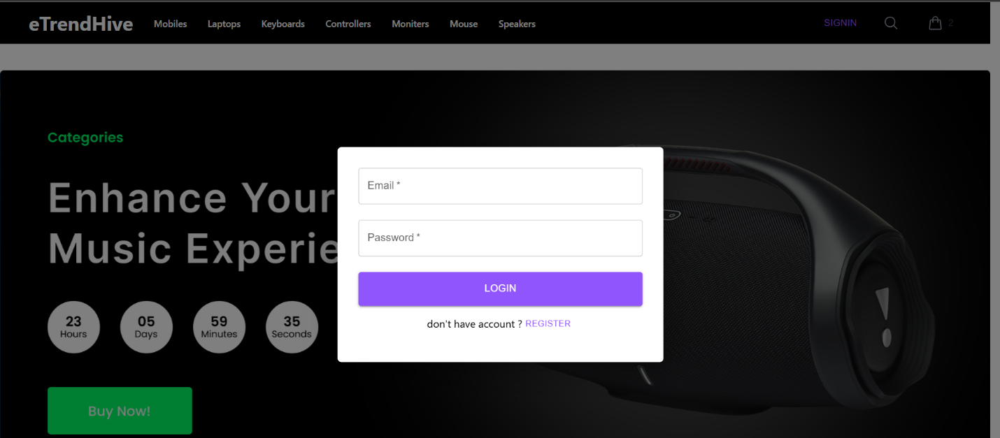 eTrendHive Mobiles Laptops Keyboards Controllers Moniters Mouse Speakers SIGNIN 2
Categories
Enhance Your
Music Experie
23 05 59 35
Hours Days Minutes Seconds
Buy Now!
Email *
Password *
LOGIN
don't have account ? REGISTER